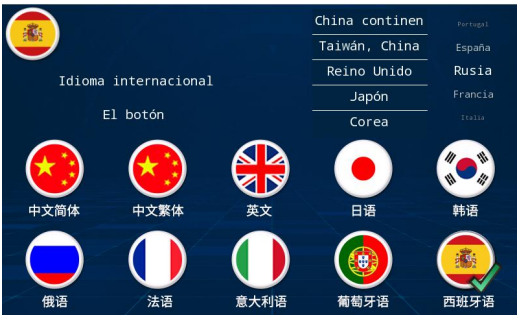 China continen
Portugal
Taiwán, China
España
Idioma internacional
Reino Unido
Rusia
El botón
Japón
Francia
Corea
Italia
中文简体
中文繁体
英文
日语
韩语
俄语
法语
意大利语
葡萄牙语
西班牙语